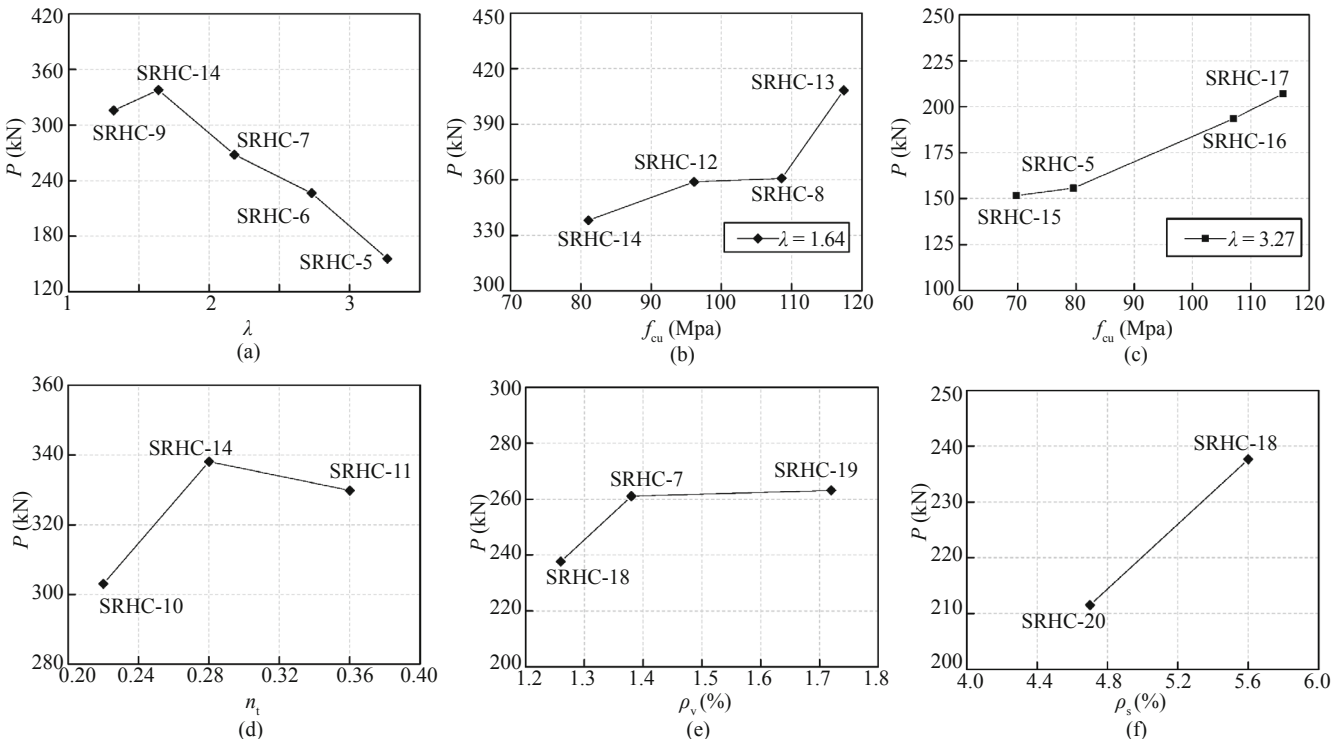 420
360
300
240
180
120
P (kN)
SRHC-14
SRHC-9
SRHC-7
SRHC-6
SRHC-5
1
2
3
λ
(a)
450
420
390
360
330
300
P (kN)
SRHC-13
SRHC-12
SRHC-8
SRHC-14
λ = 1.64
70
80
90
100
110
120
f_cu (Mpa)
(b)
250
225
200
175
150
125
100
P (kN)
SRHC-17
SRHC-16
SRHC-5
SRHC-15
λ = 3.27
60
70
80
90
100
110
120
f_cu (Mpa)
(c)
360
340
320
300
280
P (kN)
SRHC-14
SRHC-11
SRHC-10
0.20
0.24
0.28
0.32
0.36
0.40
n_t
(d)
300
280
260
240
220
200
P (kN)
SRHC-7
SRHC-19
SRHC-18
1.2
1.3
1.4
1.5
1.6
1.7
1.8
ρ_v (%)
(e)
250
240
230
220
210
200
P (kN)
SRHC-18
SRHC-20
4.0
4.4
4.8
5.2
5.6
6.0
ρ_s (%)
(f)